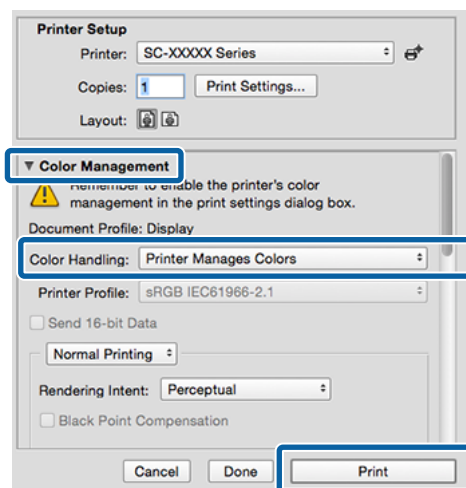 Printer Setup
Printer: SC-XXXXX Series
Copies: 1 Print Settings...
Layout:
Color Management
Remember to enable the printer's color
management in the print settings dialog box.
Document Profile: Display
Color Handling: Printer Manages Colors
Printer Profile: sRGB IEC61966-2.1
Send 16-bit Data
Normal Printing
Rendering Intent: Perceptual
Black Point Compensation
Cancel Done Print